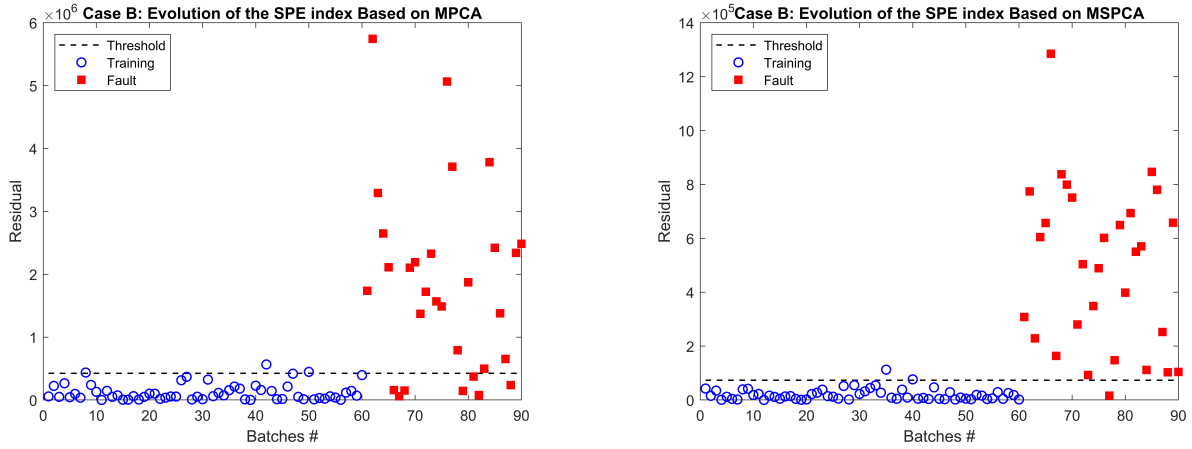 ×10^6 Case B: Evolution of the SPE index Based on MPCA
6
5
4
3
2
1
0
Residual
Threshold
Training
Fault
0 10 20 30 40 50 60 70 80 90
Batches #
×10^5 Case B: Evolution of the SPE index Based on MSPCA
14
12
10
8
6
4
2
0
Residual
Threshold
Training
Fault
0 10 20 30 40 50 60 70 80 90
Batches #